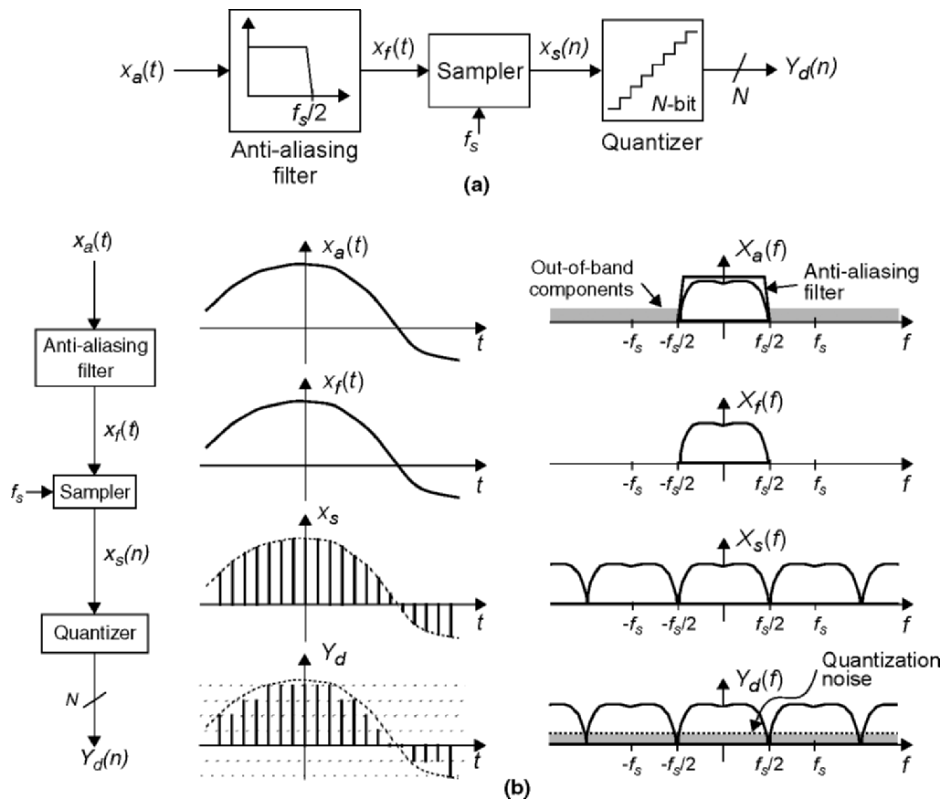 x_a(t)
f_s/2
Anti-aliasing
filter
x_f(t)
Sampler
f_s
x_s(n)
N-bit
Quantizer
N
Y_d(n)
(a)
x_a(t)
Anti-aliasing
filter
x_f(t)
f_s
Sampler
x_s(n)
Quantizer
N
Y_d(n)
x_a(t)
t
Out-of-band
components
X_a(f)
Anti-aliasing
filter
-f_s -f_s/2 f_s/2 f_s f
x_f(t)
t
X_f(f)
-f_s -f_s/2 f_s/2 f_s f
x_s
t
X_s(f)
-f_s -f_s/2 f_s/2 f_s f
Y_d
t
Y_d(f)
Quantization
noise
-f_s -f_s/2 f_s/2 f_s f
(b)